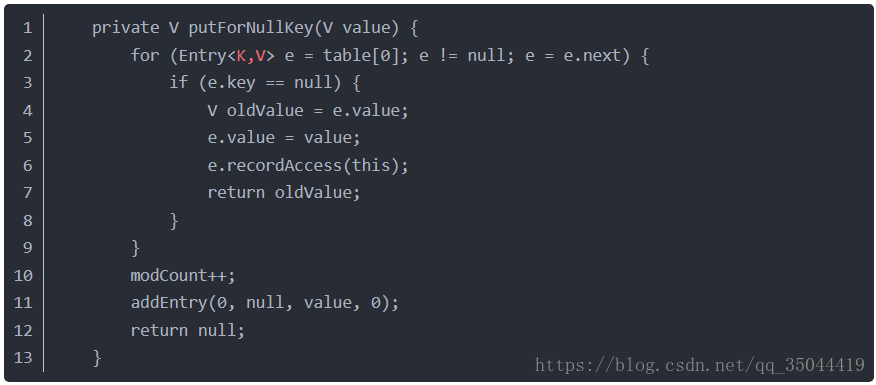 1 private V putForNullKey(V value) {
2 for (Entry<K,V> e = table[0]; e != null; e = e.next) {
3 if (e.key == null) {
4 V oldValue = e.value;
5 e.value = value;
6 e.recordAccess(this);
7 return oldValue;
8 }
9 }
10 modCount++;
11 addEntry(0, null, value, 0);
12 return null;
13 }
https://blog.csdn.net/qq_35044419